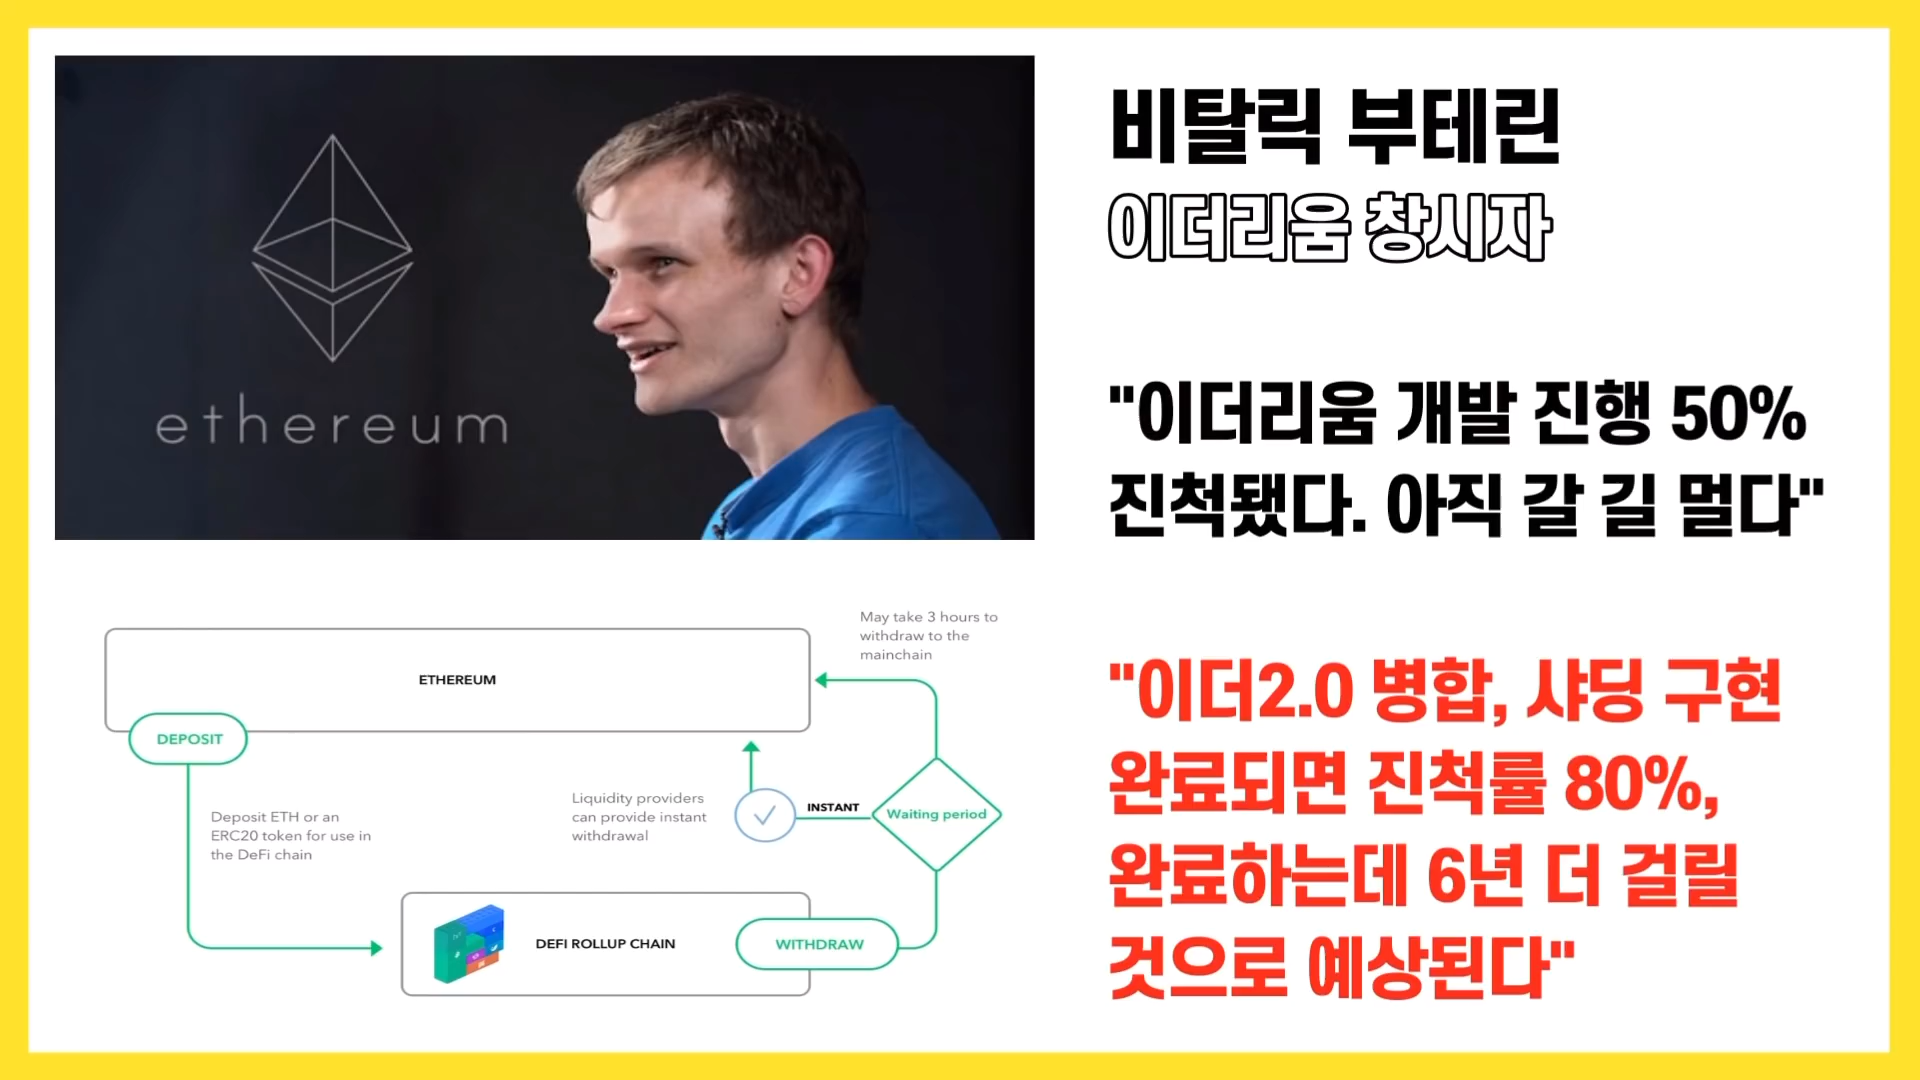 ethereum
비탈릭 부테린
이더리움 창시자
"이더리움 개발 진행 50%
진척됐다. 아직 갈 길 멀다"
"이더2.0 병합, 샤딩 구현
완료되면 진척률 80%,
완료하는데 6년 더 걸릴
것으로 예상된다"
May take 3 hours to
withdraw to the
mainchain
ETHEREUM
DEPOSIT
Deposit ETH or an
ERC20 token for use in
the DeFi chain
Liquidity providers
can provide instant
withdrawal
INSTANT
Waiting period
DEFI ROLLUP CHAIN
WITHDRAW